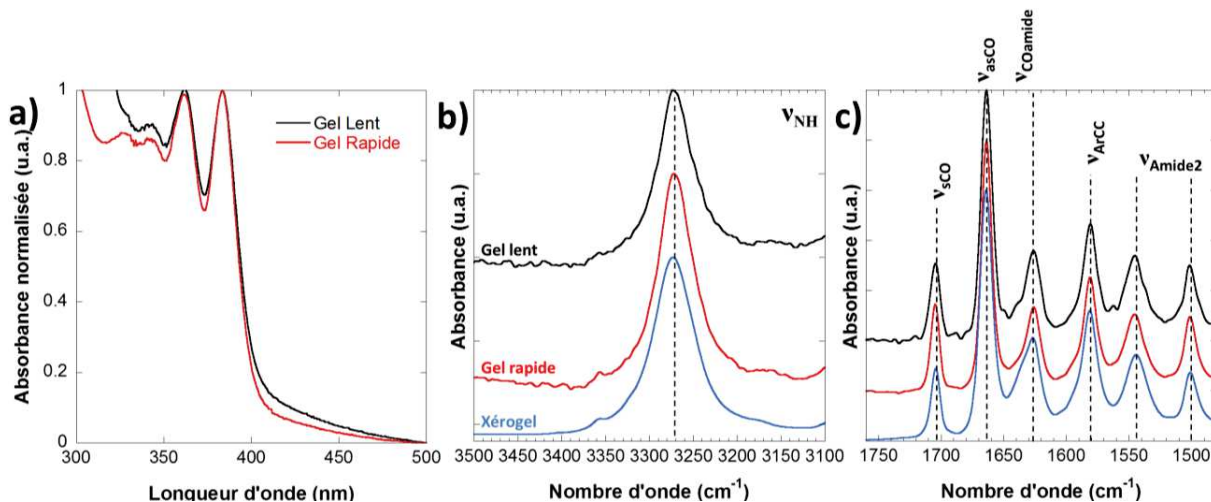 a)
Absorbance normalisée (u.a.)
1
0.8
0.6
0.4
0.2
0
300 350 400 450 500
Longueur d'onde (nm)
Gel Lent
Gel Rapide
b)
νNH
Absorbance (u.a.)
Gel lent
Gel rapide
Xérogel
3500 3450 3400 3350 3300 3250 3200 3150 3100
Nombre d'onde (cm-1)
c)
Absorbance (u.a.)
νsCO
νasCO
νCOamide
νArCC
νAmide2
1750 1700 1650 1600 1550 1500
Nombre d'onde (cm-1)